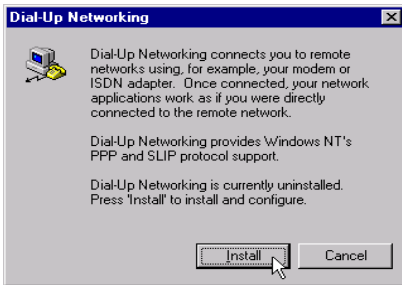 Dial-Up Networking
Dial-Up Networking connects you to remote
networks using, for example, your modem or
ISDN adapter.  Once connected, your network
applications work as if you were directly
connected to the remote network.
Dial-Up Networking provides Windows NT's
PPP and SLIP protocol support.
Dial-Up Networking is currently uninstalled.
Press 'Install' to install and configure.
Install
Cancel